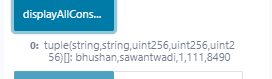 displayAllCons...
0: tuple(string,string,uint256,uint256,uint2
56)[]: bhushan,sawantwadi,1,111,8490